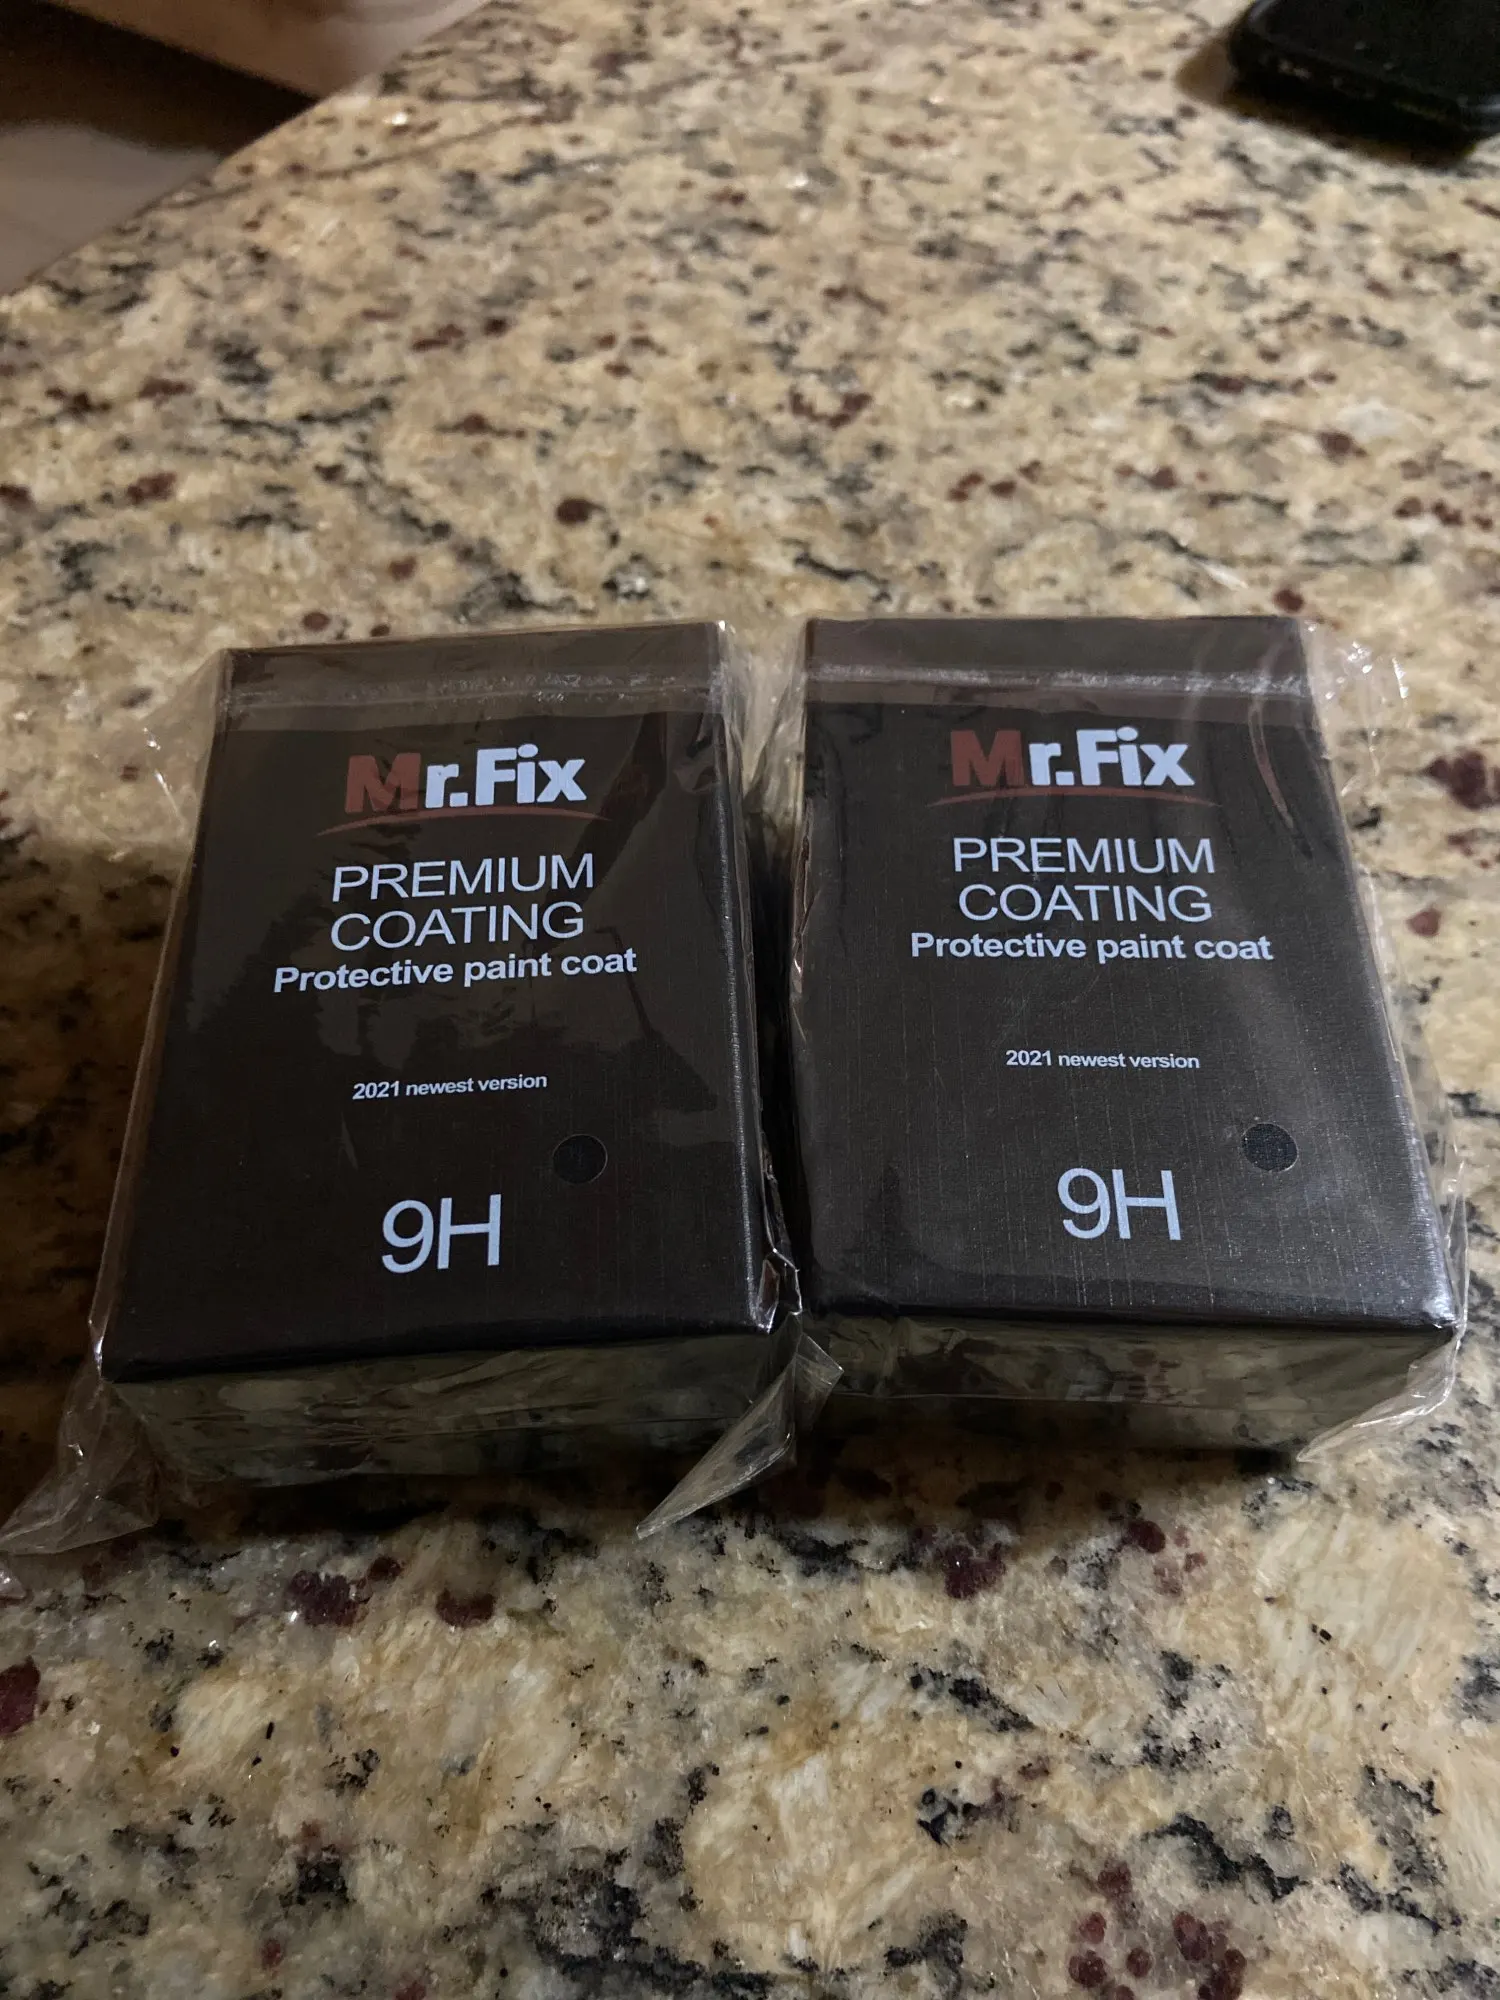 Mr.Fix
PREMIUM
COATING
Protective paint coat
2021 newest version
9H
Mr.Fix
PREMIUM
COATING
Protective paint coat
2021 newest version
9H